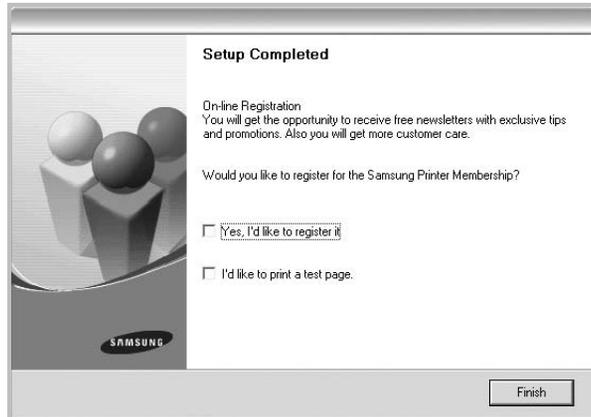 Setup Completed
On-line Registration
You will get the opportunity to receive free newsletters with exclusive tips
and promotions. Also you will get more customer care.
Would you like to register for the Samsung Printer Membership?
Yes, I'd like to register it
I'd like to print a test page.
SAMSUNG
Finish